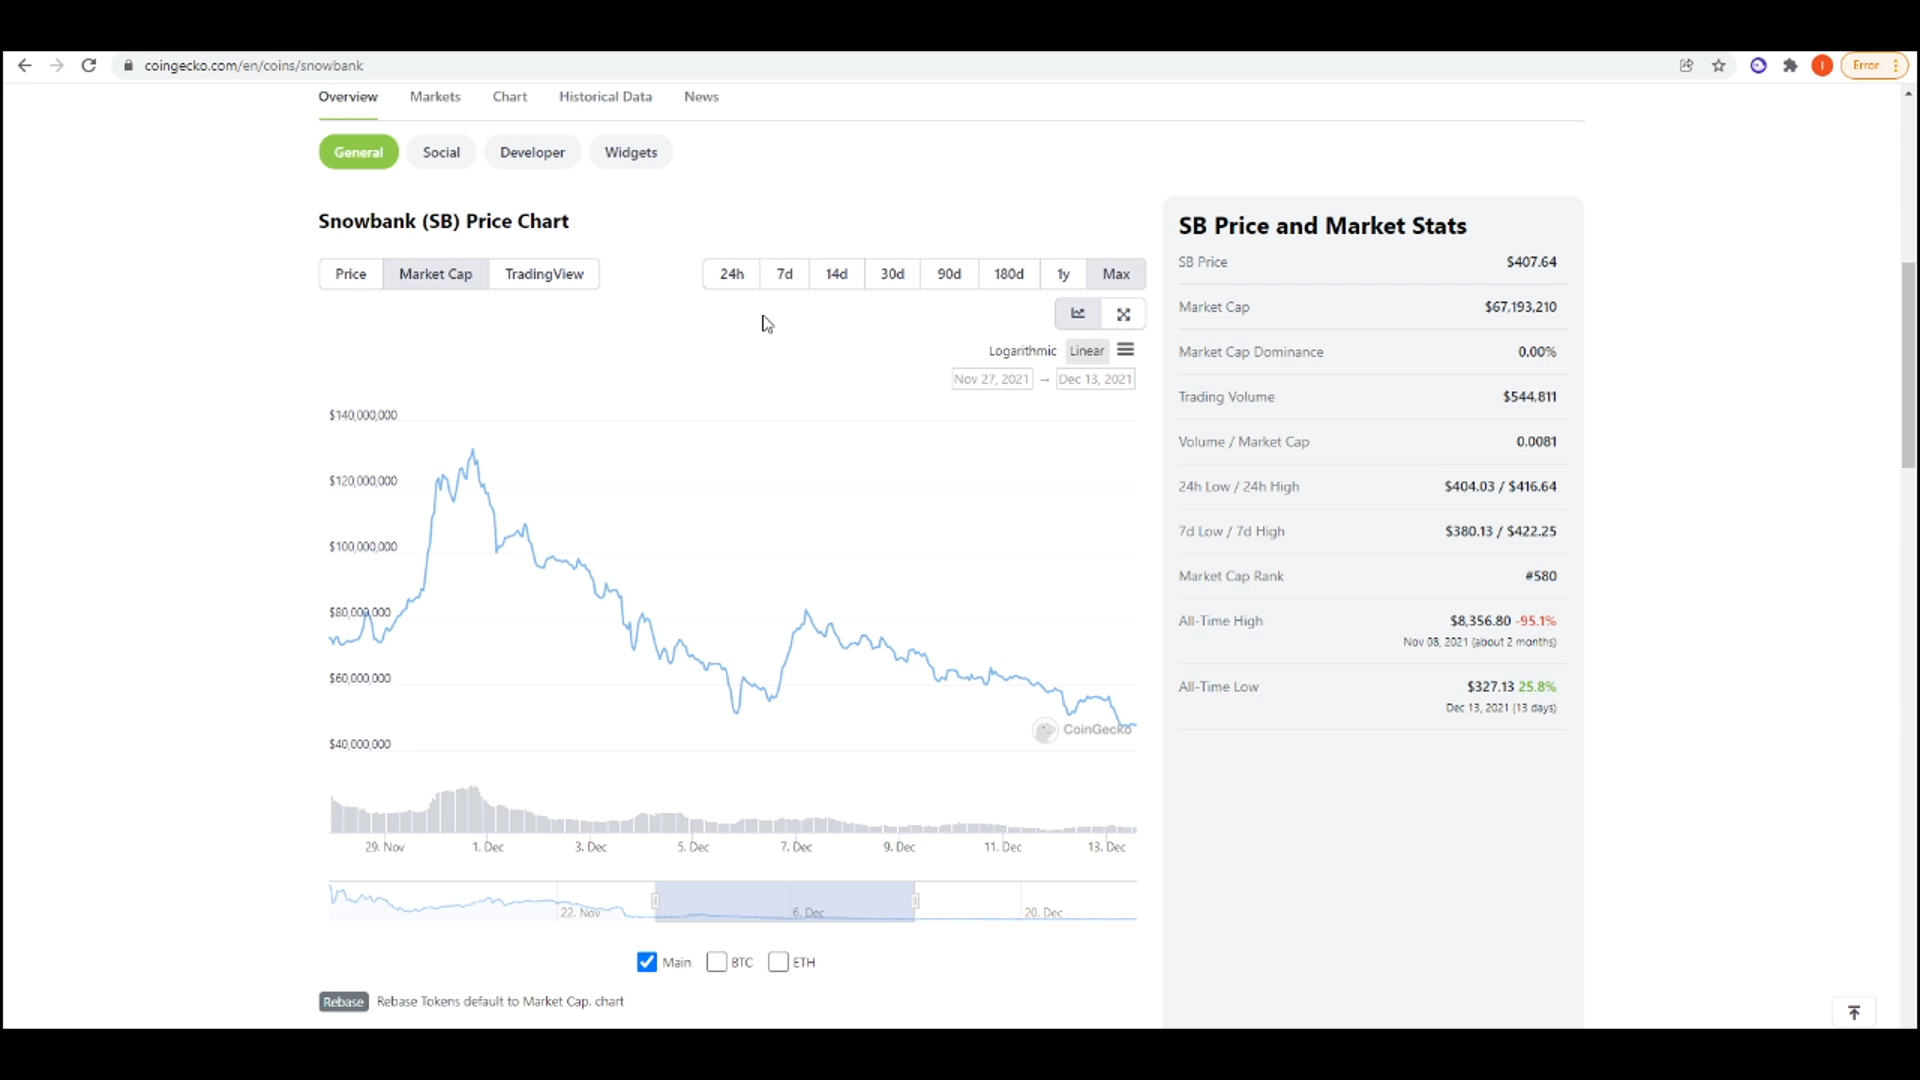 coingecko.com/en/coins/snowbank
I
Error
Overview
Markets
Chart
Historical Data
News
General
Social
Developer
Widgets
Snowbank (SB) Price Chart
Price
Market Cap
TradingView
24h
7d
14d
30d
90d
180d
1y
Max
Logarithmic
Linear
Nov 27, 2021 → Dec 13, 2021
$140,000,000
$120,000,000
$100,000,000
$80,000,000
$60,000,000
$40,000,000
CoinGecko
29. Nov
1. Dec
3. Dec
5. Dec
7. Dec
9. Dec
11. Dec
13. Dec
22. Nov
6. Dec
20. Dec
Main
BTC
ETH
Rebase Rebase Tokens default to Market Cap. chart
SB Price and Market Stats
SB Price $407.64
Market Cap $67,193,210
Market Cap Dominance 0.00%
Trading Volume $544,811
Volume / Market Cap 0.0081
24h Low / 24h High $404.03 / $416.64
7d Low / 7d High $380.13 / $422.25
Market Cap Rank #580
All-Time High $8,356.80 -95.1%
Nov 08, 2021 (about 2 months)
All-Time Low $327.13 25.8%
Dec 13, 2021 (13 days)